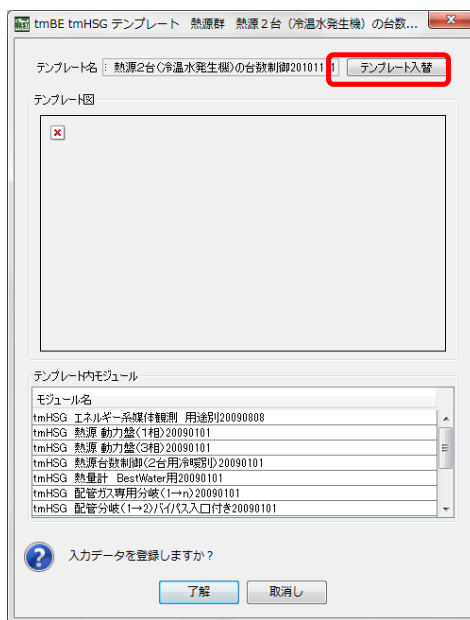 tmBE tmHSG テンプレート 熱源群 熱源２台（冷温水発生機）の台数...
テンプレート名 : 熱源2台(冷温水発生機)の台数制御201011 1 テンプレート入替
テンプレート図
テンプレート内モジュール
モジュール名
tmHSG エネルギー系媒体観測 用途別20090808
tmHSG 熱源 動力盤(1相)20090101
tmHSG 熱源 動力盤(3相)20090101
tmHSG 熱源台数制御(2台用冷暖別)20090101
tmHSG 熱量計 BestWater用20090101
tmHSG 配管ガス専用分岐(1→n)20090101
tmHSG 配管分岐(1→2)バイパス入口付き20090101
入力データを登録しますか？
了解 取消し